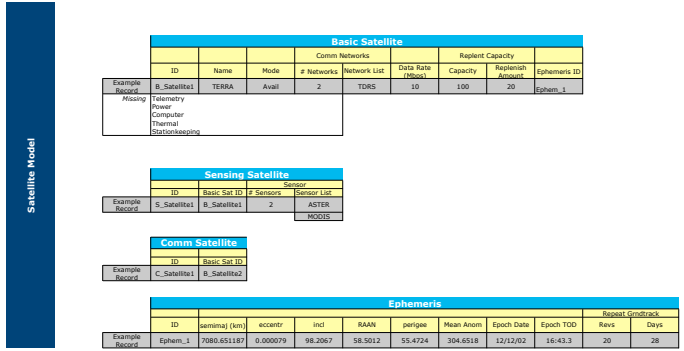 Satellite Model
Basic Satellite
Comm Networks Replent Capacity
ID Name Mode # Networks Network List Data Rate (Mbps) Capacity Replenish Amount Ephemeris ID
Example Record B_Satellite1 TERRA Avail 2 TDRS 10 100 20 Ephem_1
Missing Telemetry
Power
Computer
Thermal
Stationkeeping
Sensing Satellite
Sensor
ID Basic Sat ID # Sensors Sensor List
Example Record S_Satellite1 B_Satellite1 2 ASTER
MODIS
Comm Satellite
ID Basic Sat ID
Example Record C_Satellite1 B_Satellite2
Ephemeris
Repeat Grndtrack
ID semimaj (km) eccentr incl RAAN perigee Mean Anom Epoch Date Epoch TOD Revs Days
Example Record Ephem_1 7080.651187 0.000079 98.2067 58.5012 55.4724 304.6518 12/12/02 16:43.3 20 28